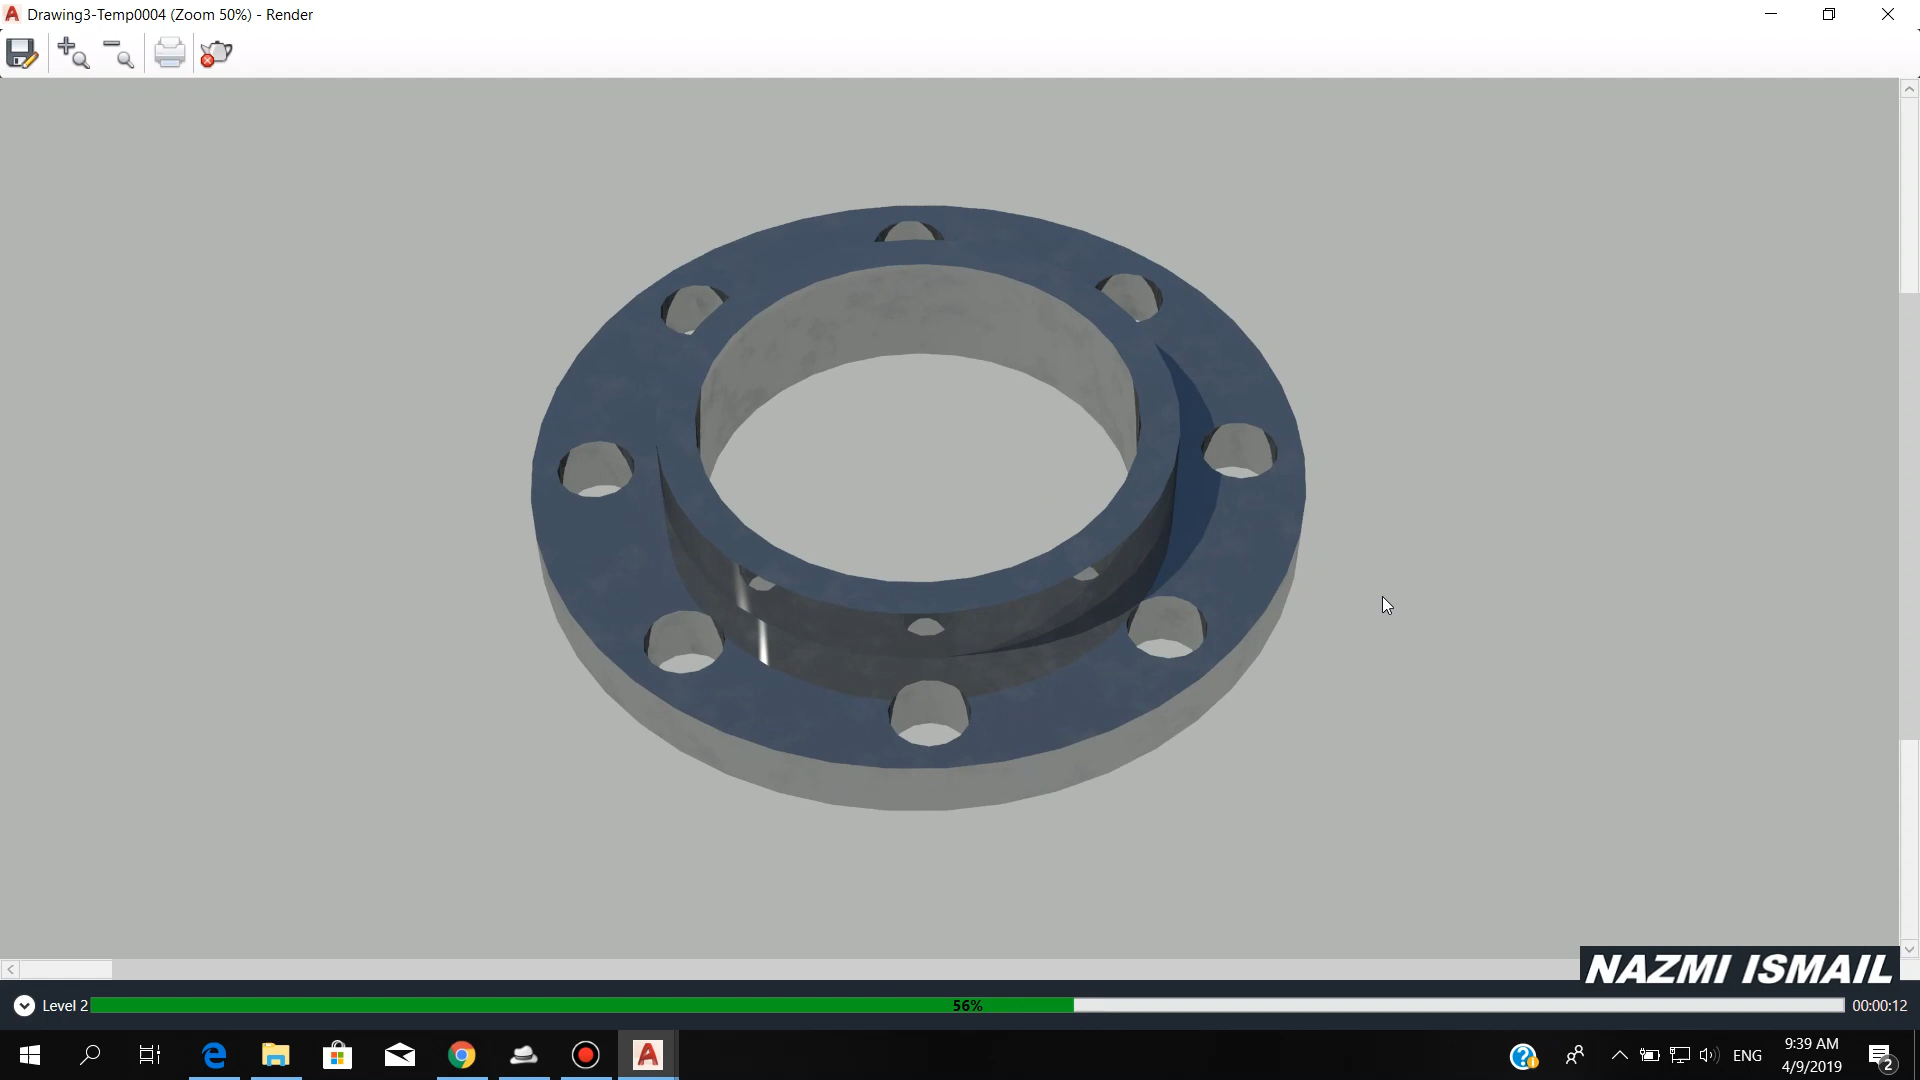 Drawing3-Temp0004 (Zoom 50%) - Render
NAZMI ISMAIL
Level 2
56%
00:00:12
ENG
9:39 AM
4/9/2019
2